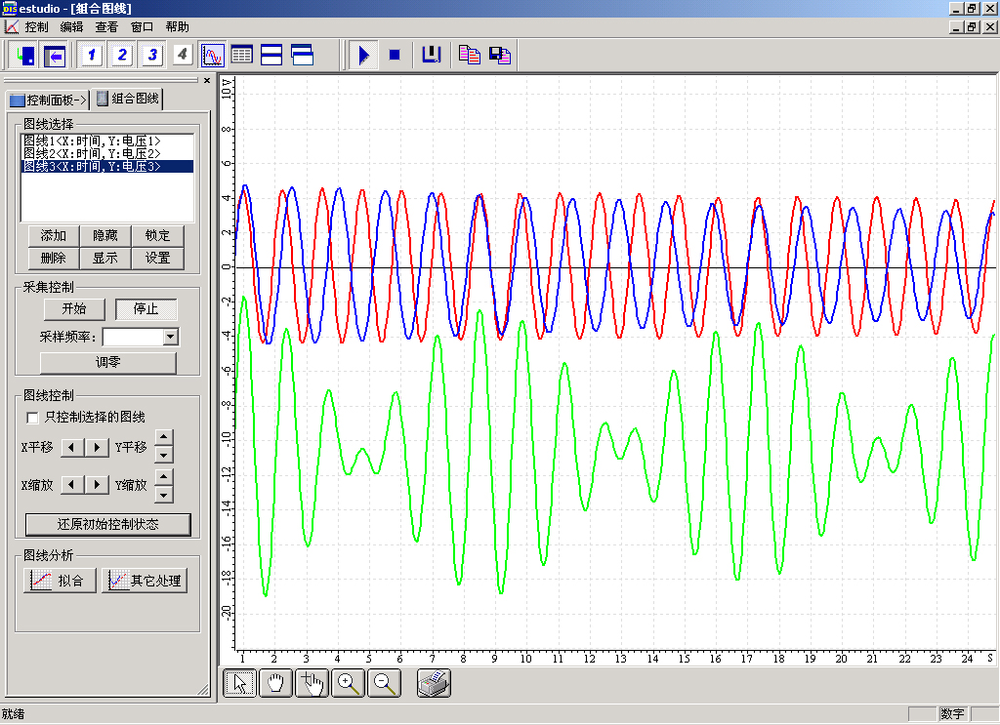 DIS estudio - [组合图线]
控制 编辑 查看 窗口 帮助
1 2 3 4
控制面板-> 组合图线
图线选择
图线1<X:时间,Y:电压1>
图线2<X:时间,Y:电压2>
图线3<X:时间,Y:电压3>
添加 隐藏 锁定
删除 显示 设置
采集控制
开始 停止
采样频率:
调零
图线控制
只控制选择的图线
X平移 Y平移
X缩放 Y缩放
还原初始控制状态
图线分析
拟合 其它处理
10 V
8
6
4
2
0
-2
-4
-6
-8
-10
-12
-14
-16
-18
-20
1 2 3 4 5 6 7 8 9 10 11 12 13 14 15 16 17 18 19 20 21 22 23 24 S
就绪 数字